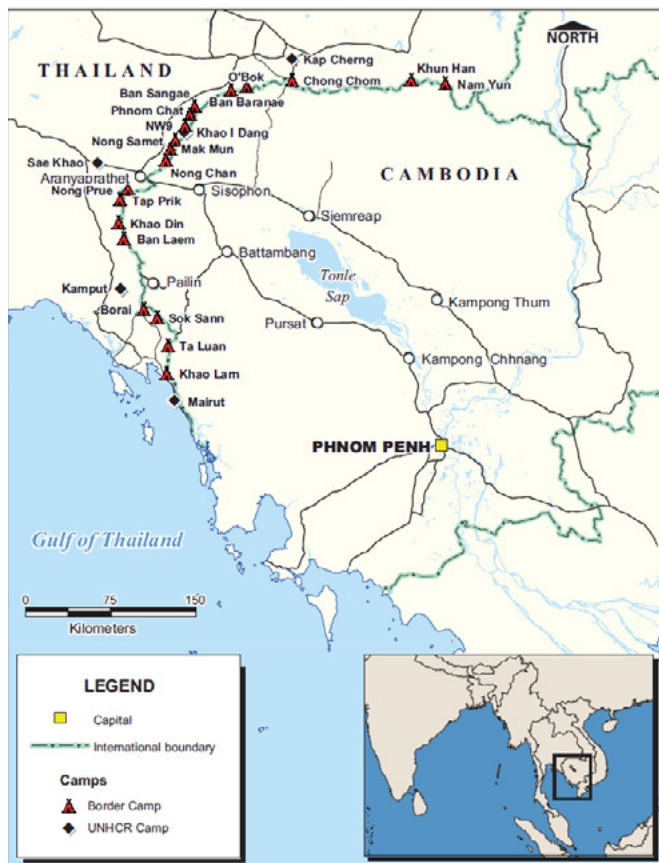 NORTH
THAILAND
Kap Cherng
O'Bok
Khun Han
Ban Sangae
Chong Chom
Nam Yun
Ban Baranae
Phnom Chat
NW9
Khao I Dang
Nong Samet
Mak Mun
Sae Khao
Nong Chan
CAMBODIA
Aranyaprathet
Nong Prue
Sisophon
Tap Prik
Siemreap
Khao Din
Ban Laem
Battambang
Tonle
Sap
Kamput
Pailin
Kampong Thum
Borai
Sok Sann
Pursat
Ta Luan
Kampong Chhnang
Khao Lam
Mairut
PHNOM PENH
Gulf of Thailand
0 75 150
Kilometers
LEGEND
Capital
International boundary
Camps
Border Camp
UNHCR Camp